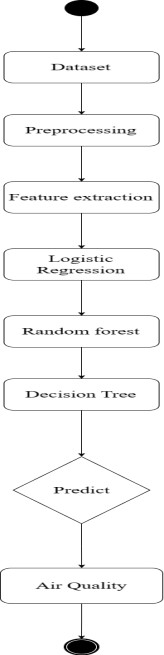 Dataset
Preprocessing
Feature extraction
Logistic
Regression
Random forest
Decision Tree
Predict
Air Quality